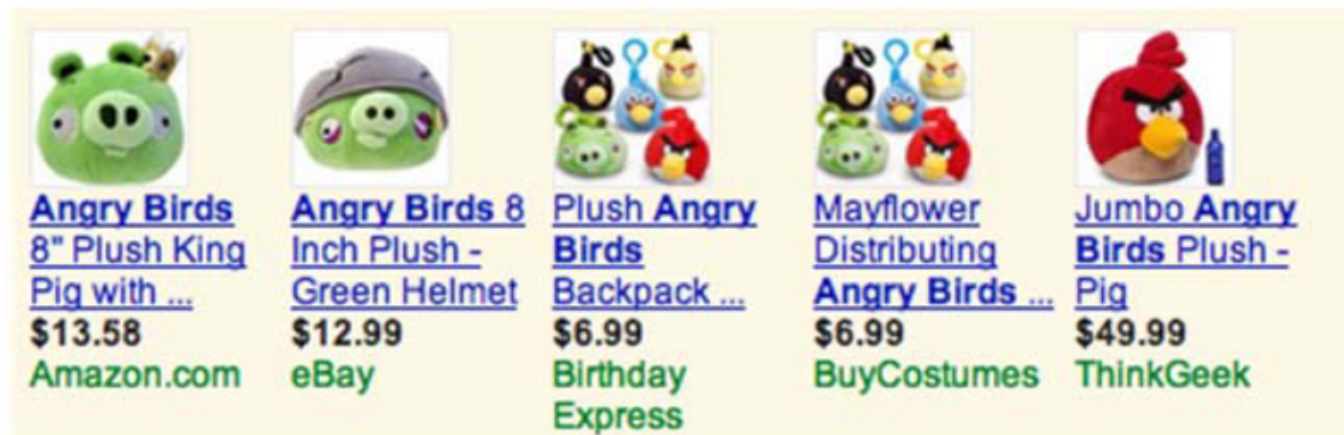 Angry Birds
8" Plush King
Pig with ...
$13.58
Amazon.com
Angry Birds 8
Inch Plush -
Green Helmet
$12.99
eBay
Plush Angry
Birds
Backpack ...
$6.99
Birthday
Express
Mayflower
Distributing
Angry Birds ...
$6.99
BuyCostumes
Jumbo Angry
Birds Plush -
Pig
$49.99
ThinkGeek